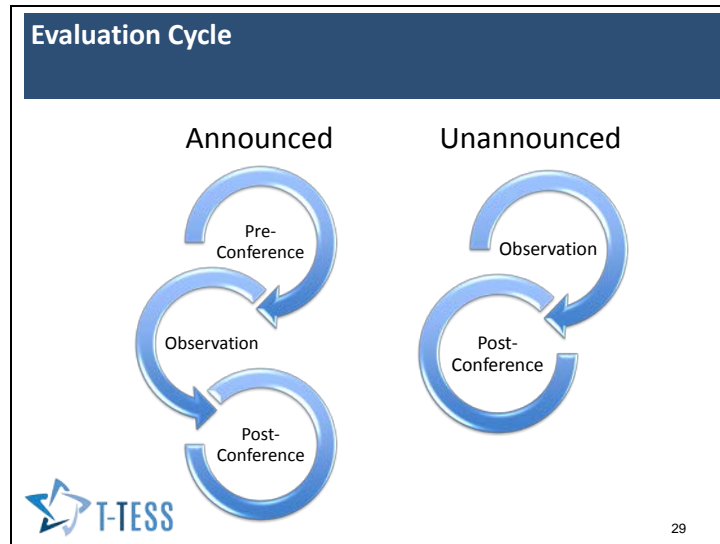 Evaluation Cycle
Announced
Pre-
Conference
Observation
Post-
Conference
Unannounced
Observation
Post-
Conference
T-TESS
29